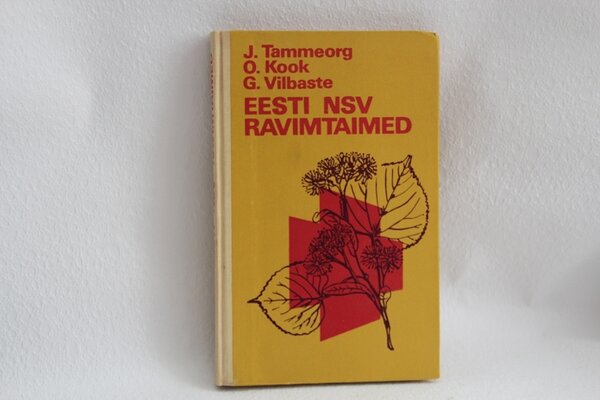 J. Tammeorg
O. Kook
G. Vilbaste
EESTI NSV
RAVIMTAIMED